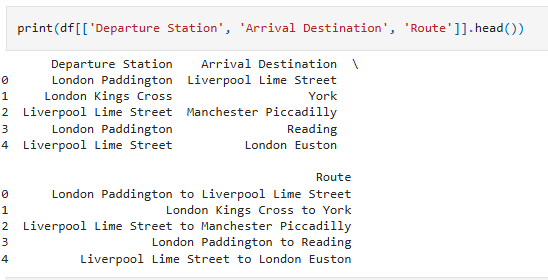 print(df[['Departure Station', 'Arrival Destination', 'Route']].head())
Departure Station Arrival Destination \
0 London Paddington Liverpool Lime Street
1 London Kings Cross York
2 Liverpool Lime Street Manchester Piccadilly
3 London Paddington Reading
4 Liverpool Lime Street London Euston
Route
0 London Paddington to Liverpool Lime Street
1 London Kings Cross to York
2 Liverpool Lime Street to Manchester Piccadilly
3 London Paddington to Reading
4 Liverpool Lime Street to London Euston